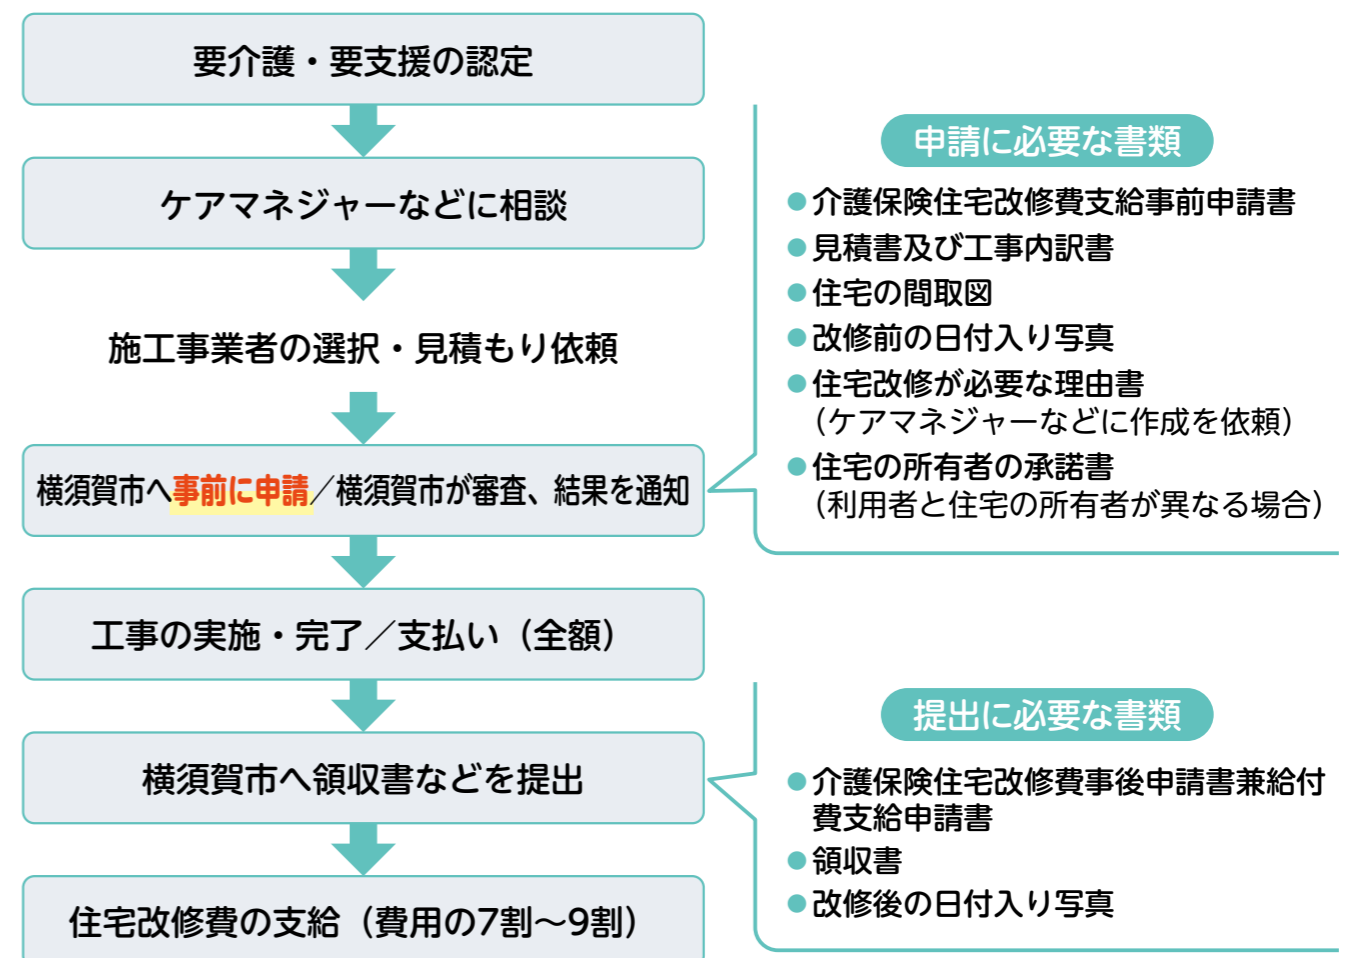 要介護・要支援の認定
ケアマネジャーなどに相談
施工事業者の選択・見積もり依頼
横須賀市へ事前に申請／横須賀市が審査、結果を通知
申請に必要な書類
●介護保険住宅改修費支給事前申請書
●見積書及び工事内訳書
●住宅の間取図
●改修前の日付入り写真
●住宅改修が必要な理由書
（ケアマネジャーなどに作成を依頼）
●住宅の所有者の承諾書
（利用者と住宅の所有者が異なる場合）
工事の実施・完了／支払い（全額）
横須賀市へ領収書などを提出
提出に必要な書類
●介護保険住宅改修費事後申請書兼給付
費支給申請書
●領収書
●改修後の日付入り写真
住宅改修費の支給（費用の7割～9割）